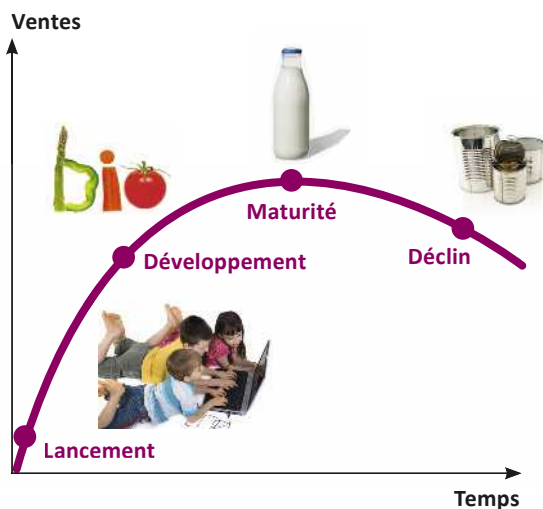 Ventes
bio
Maturité
Développement
Déclin
Lancement
Temps